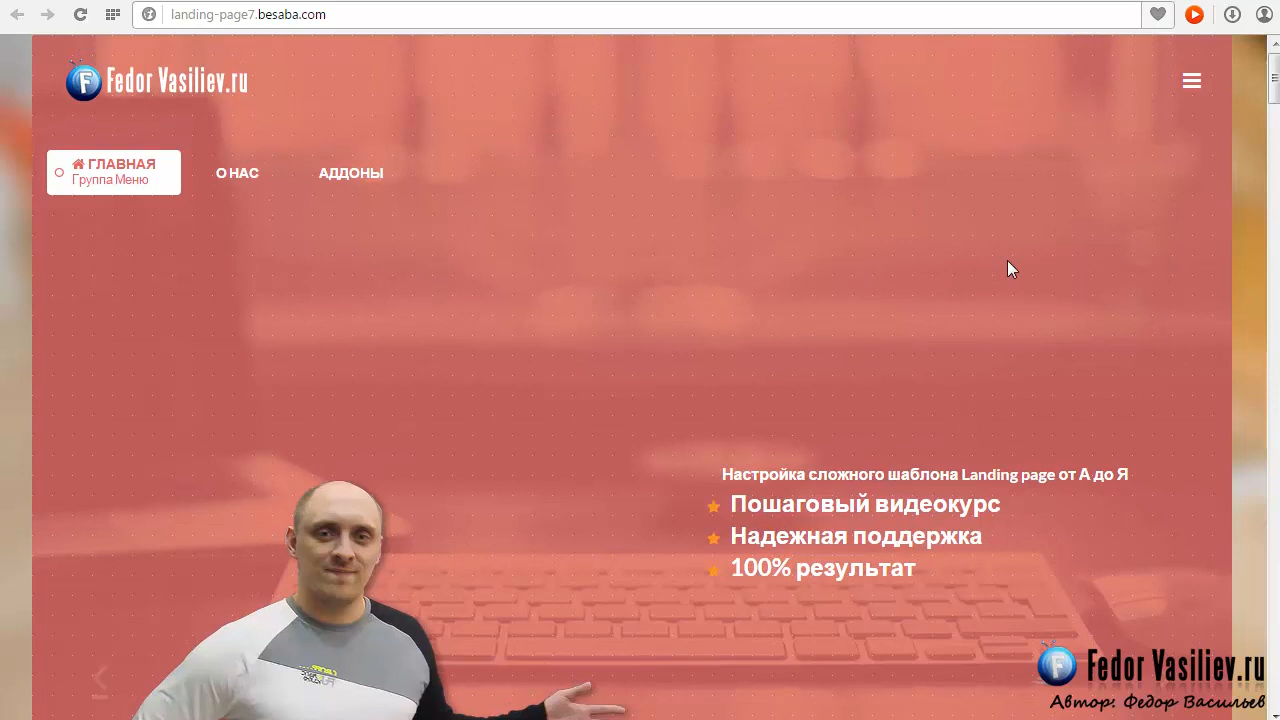 landing-page7.besaba.com
Fedor Vasiliev.ru
ГЛАВНАЯ
Группа Меню
О НАС
АДДОНЫ
Настройка сложного шаблона Landing page от А до Я
Пошаговый видеокурс
Надежная поддержка
100% результат
Fedor Vasiliev.ru
Автор: Федор Васильев